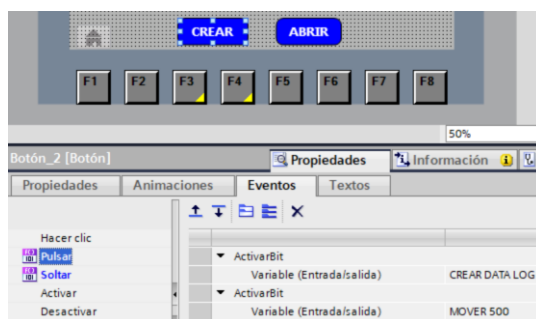 CREAR ABRIR
F1 F2 F3 F4 F5 F6 F7 F8
50%
Botón_2 [Botón] Propiedades Información
Propiedades Animaciones Eventos Textos
Hacer clic
Pulsar ActivarBit
Soltar Variable (Entrada/salida) CREAR DATA LOG
Activar ActivarBit
Desactivar Variable (Entrada/salida) MOVER 500